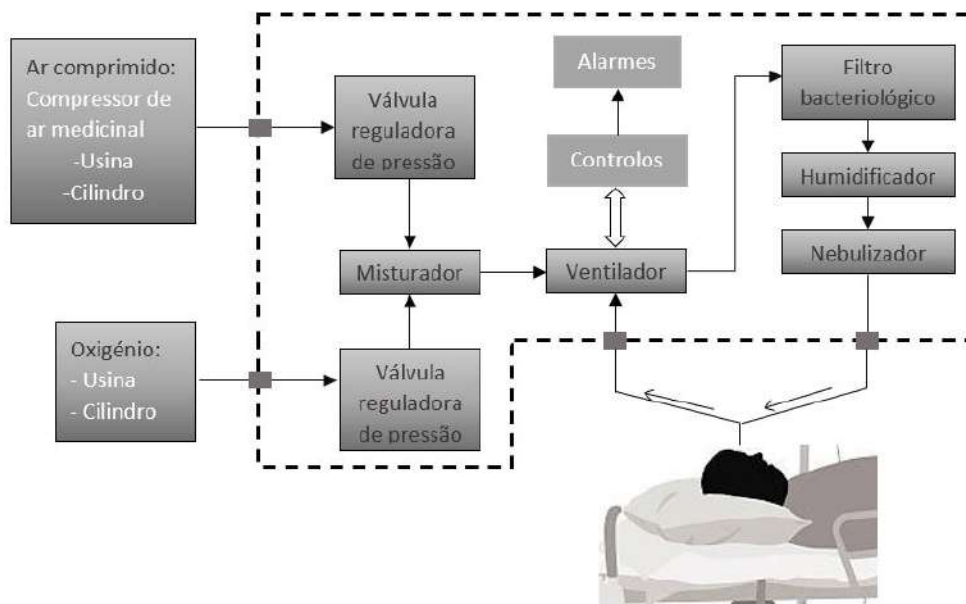 Ar comprimido:
Compressor de
ar medicinal
-Usina
-Cilindro
Válvula
reguladora
de pressão
Alarmes
Controlos
Filtro
bacteriológico
Humidificador
Nebulizador
Misturador
Ventilador
Oxigénio:
- Usina
- Cilindro
Válvula
reguladora
de pressão